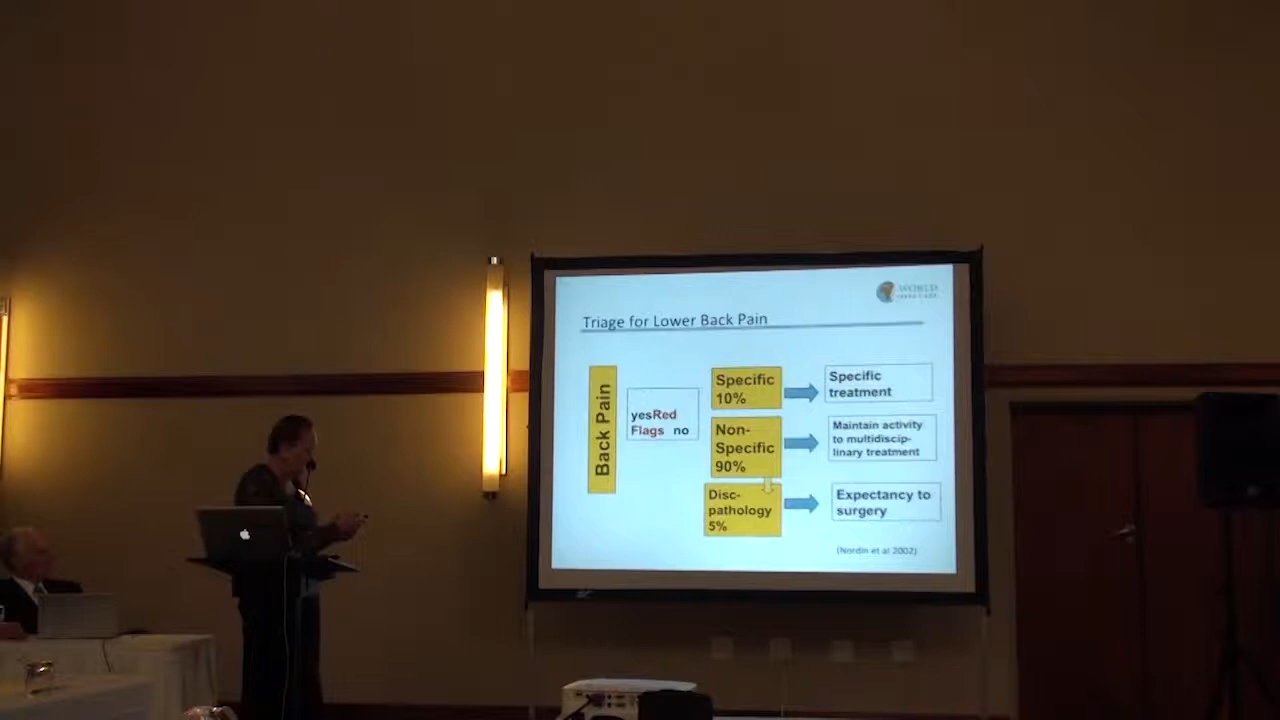 WORLD
Triage for Lower Back Pain
Back Pain
yesRed
Flags no
Specific
10%
Specific
treatment
Non-
Specific
90%
Maintain activity
to multidiscip-
linary treatment
Disc-
pathology
5%
Expectancy to
surgery
(Nordin et al 2002)